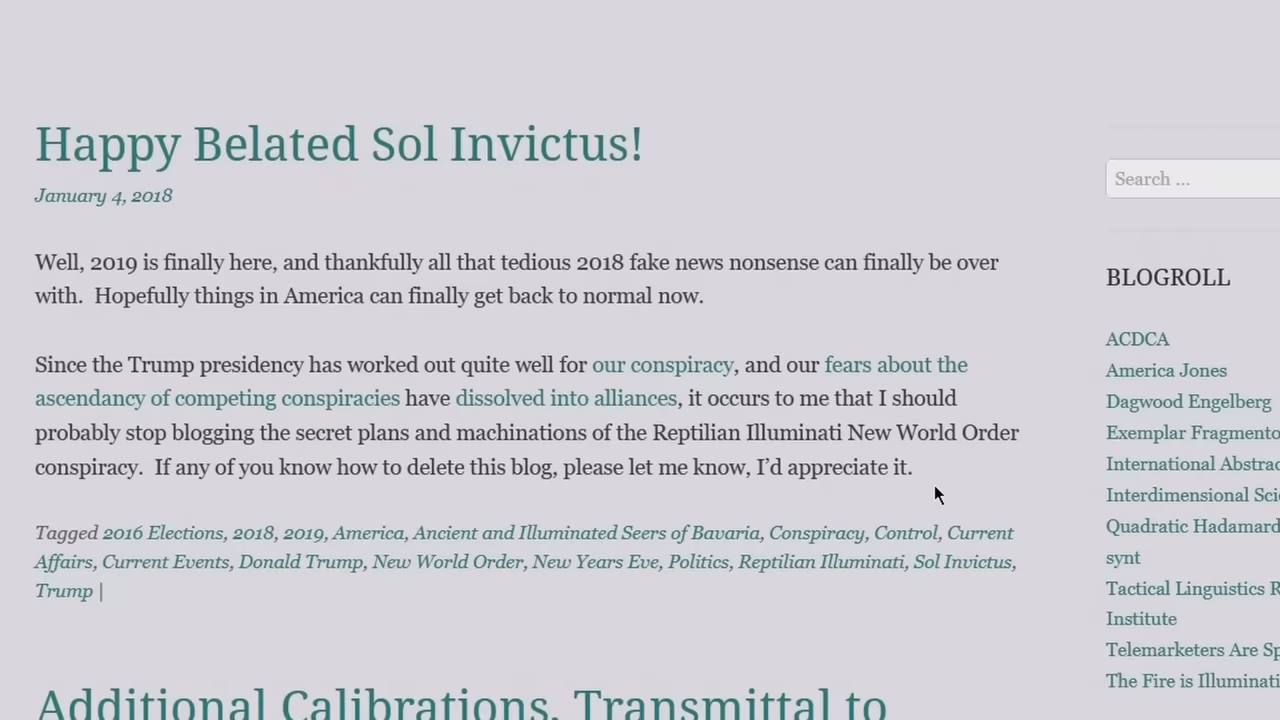 Happy Belated Sol Invictus!
January 4, 2018
Well, 2019 is finally here, and thankfully all that tedious 2018 fake news nonsense can finally be over
with.  Hopefully things in America can finally get back to normal now.
Since the Trump presidency has worked out quite well for our conspiracy, and our fears about the
ascendancy of competing conspiracies have dissolved into alliances, it occurs to me that I should
probably stop blogging the secret plans and machinations of the Reptilian Illuminati New World Order
conspiracy.  If any of you know how to delete this blog, please let me know, I’d appreciate it.
Tagged 2016 Elections, 2018, 2019, America, Ancient and Illuminated Seers of Bavaria, Conspiracy, Control, Current
Affairs, Current Events, Donald Trump, New World Order, New Years Eve, Politics, Reptilian Illuminati, Sol Invictus,
Trump |
Additional Calibrations, Transmittal to
Search ...
BLOGROLL
ACDCA
America Jones
Dagwood Engelberg
Exemplar
International
Interdimensional
Quadratic Hadamard
synt
Tactical Linguistics
Institute
Telemarketers Are
The Fire is Illuminati